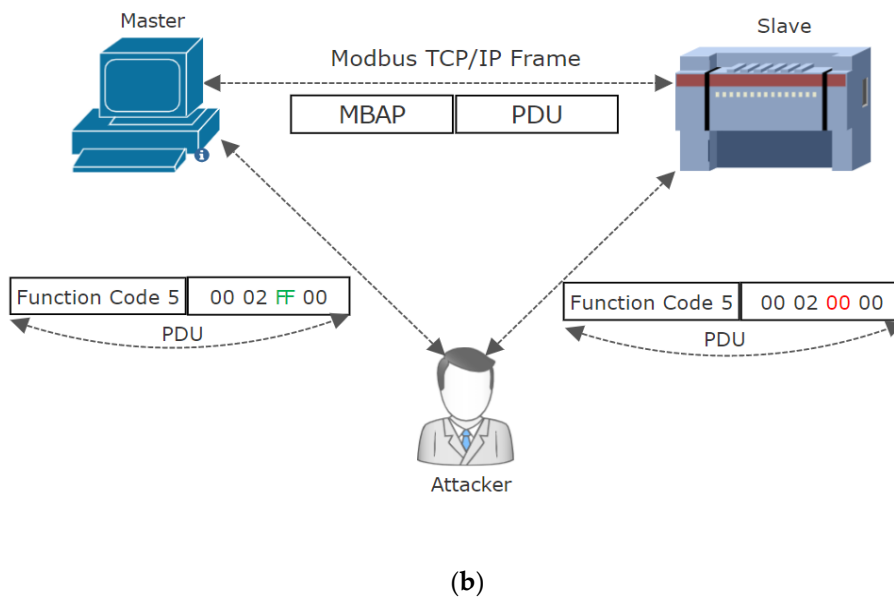 Master
Slave
Modbus TCP/IP Frame
MBAP PDU
Function Code 5 00 02 FF 00
PDU
Function Code 5 00 02 00 00
PDU
Attacker
(b)